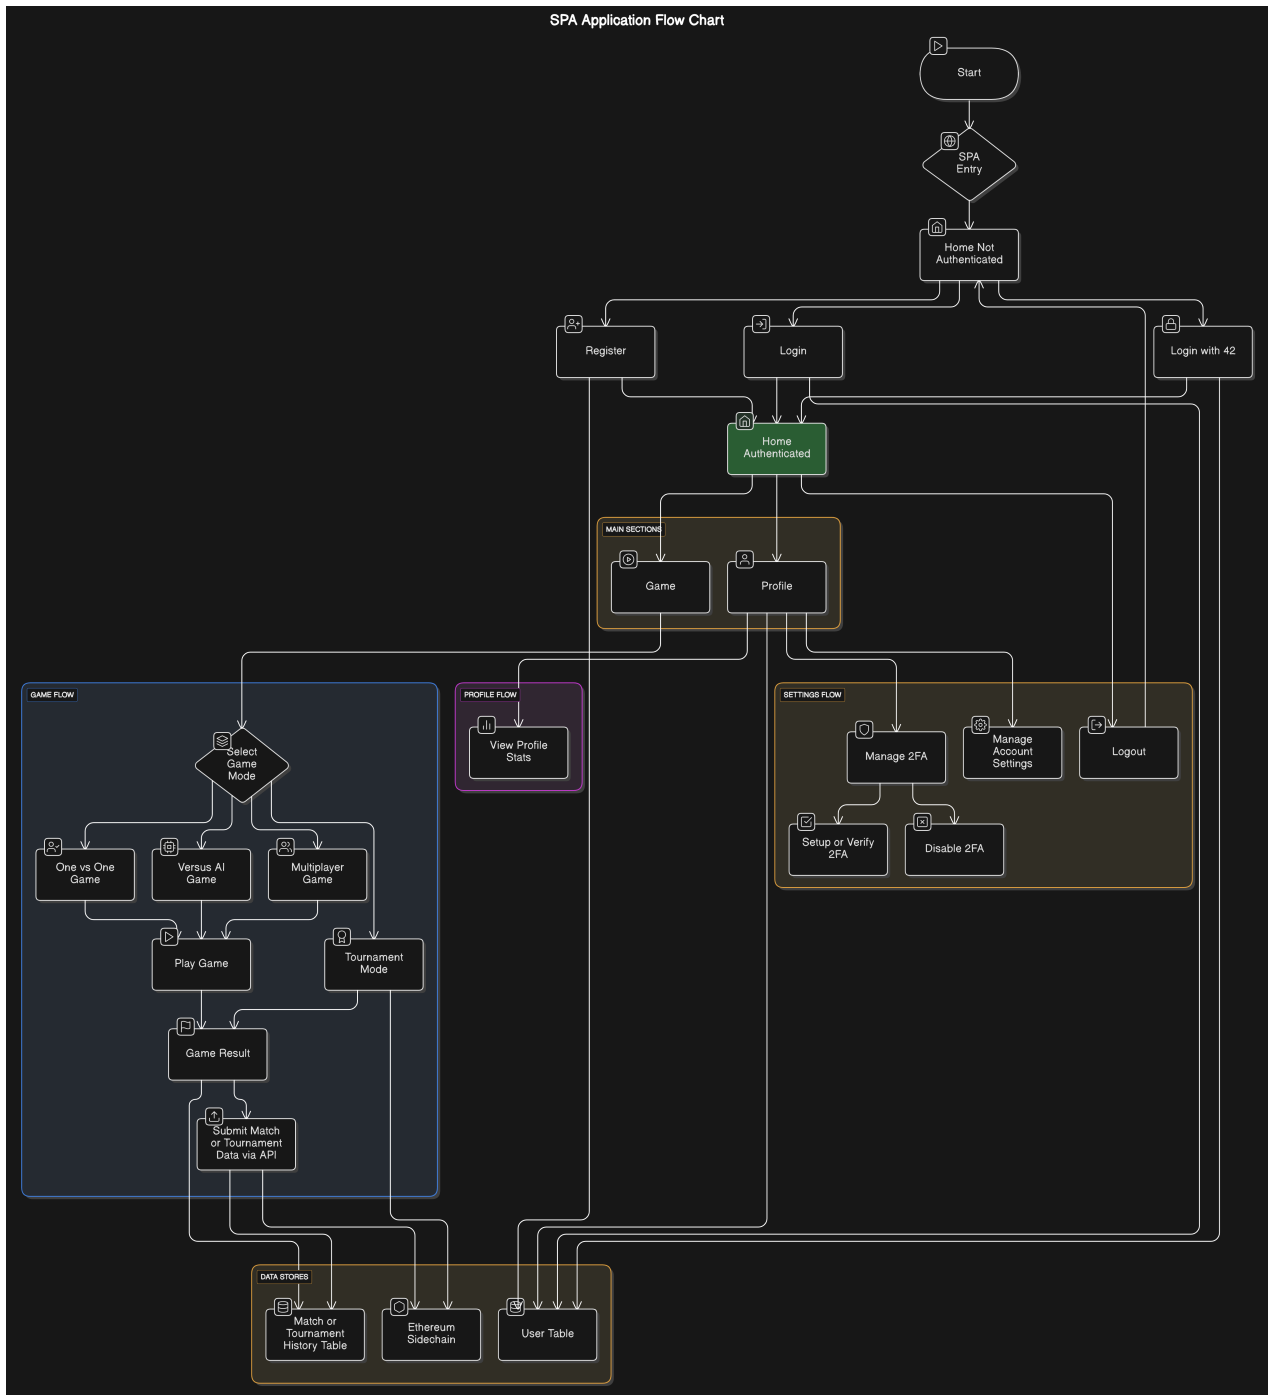 SPA Application Flow Chart
Start
SPA
Entry
Home Not
Authenticated
Register
Login
Login with 42
Home
Authenticated
MAIN SECTIONS
Game
Profile
GAME FLOW
PROFILE FLOW
SETTINGS FLOW
Select
Game
Mode
View Profile
Stats
Manage 2FA
Manage
Account
Settings
Logout
One vs One
Game
Versus AI
Game
Multiplayer
Game
Setup or Verify
2FA
Disable 2FA
Play Game
Tournament
Mode
Game Result
Submit Match
or Tournament
Data via API
DATA STORES
Match or
Tournament
History Table
Ethereum
Sidechain
User Table